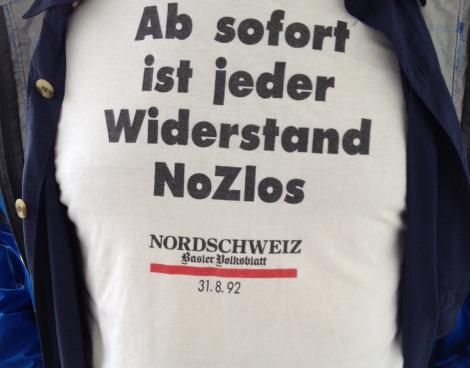 Ab sofort
ist jeder
Widerstand
NoZlos
NORDSCHWEIZ
Basler Volksblatt
31. 8. 92